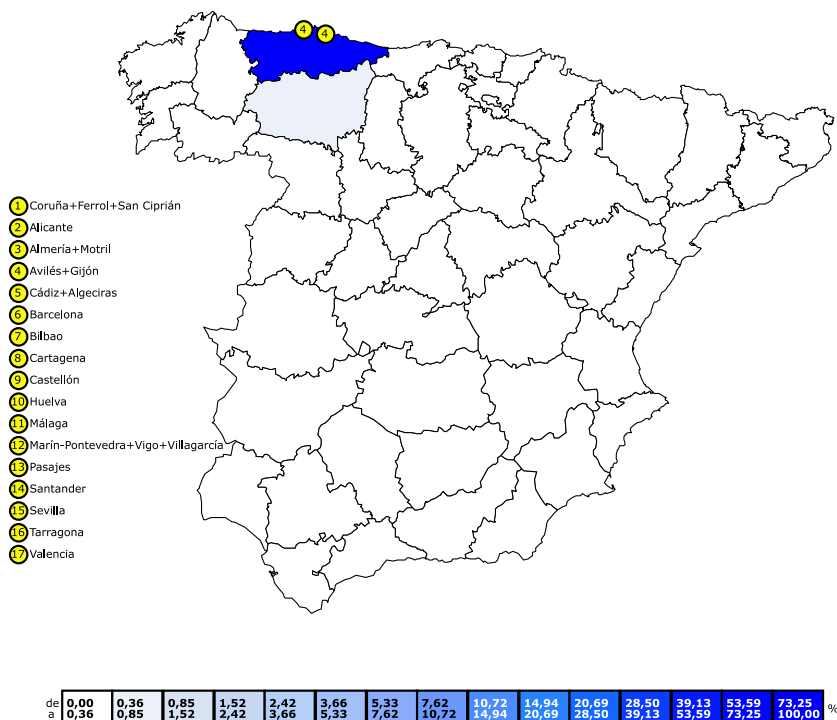 4 4
1 Coruña+Ferrol+San Ciprián
2 Alicante
3 Almería+Motril
4 Avilés+Gijón
5 Cádiz+Algeciras
6 Barcelona
7 Bilbao
8 Cartagena
9 Castellón
10 Huelva
11 Málaga
12 Marín-Pontevedra+Vigo+Villagarcía
13 Pasajes
14 Santander
15 Sevilla
16 Tarragona
17 Valencia
de 0,00 0,36 0,85 1,52 2,42 3,66 5,33 7,62 10,72 14,94 20,69 28,50 39,13 53,59 73,25
a 0,36 0,85 1,52 2,42 3,66 5,33 7,62 10,72 14,94 20,69 28,50 39,13 53,59 73,25 100,00 %